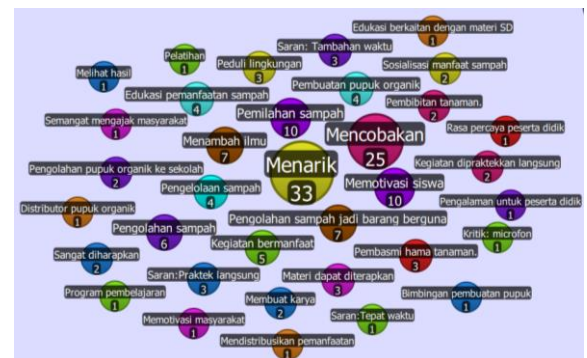 Edukasi berkaitan dengan materi SD
1
Pelatihan
1
Saran: Tambahan waktu
3
Melihat hasil
1
Peduli lingkungan
3
Sosialisasi manfaat sampah
2
Edukasi pemanfaatan sampah
4
Pembuatan pupuk organik
4
Semangat mengajak masyarakat
1
Pemilahan sampah
10
Pembibitan tanaman.
2
Menambah ilmu
7
Mencobakan
25
Rasa percaya peserta didik
1
Menarik
33
Pengolahan pupuk organik ke sekolah
2
Kegiatan dipraktekkan langsung
2
Pengelolaan sampah
4
Memotivasi siswa
10
Distributor pupuk organik
1
Pengalaman untuk peserta didik
1
Pengolahan sampah jadi barang berguna
7
Pengolahan sampah
6
Kritik: microfon
1
Kegiatan bermanfaat
5
Sangat diharapkan
2
Pembasmi hama tanaman.
3
Saran:Praktek langsung
3
Materi dapat diterapkan
3
Program pembelajaran
1
Membuat karya
2
Bimbingan pembuatan pupuk
1
Memotivasi masyarakat
1
Saran:Tepat waktu
1
Mendistribusikan pemanfaatan
1